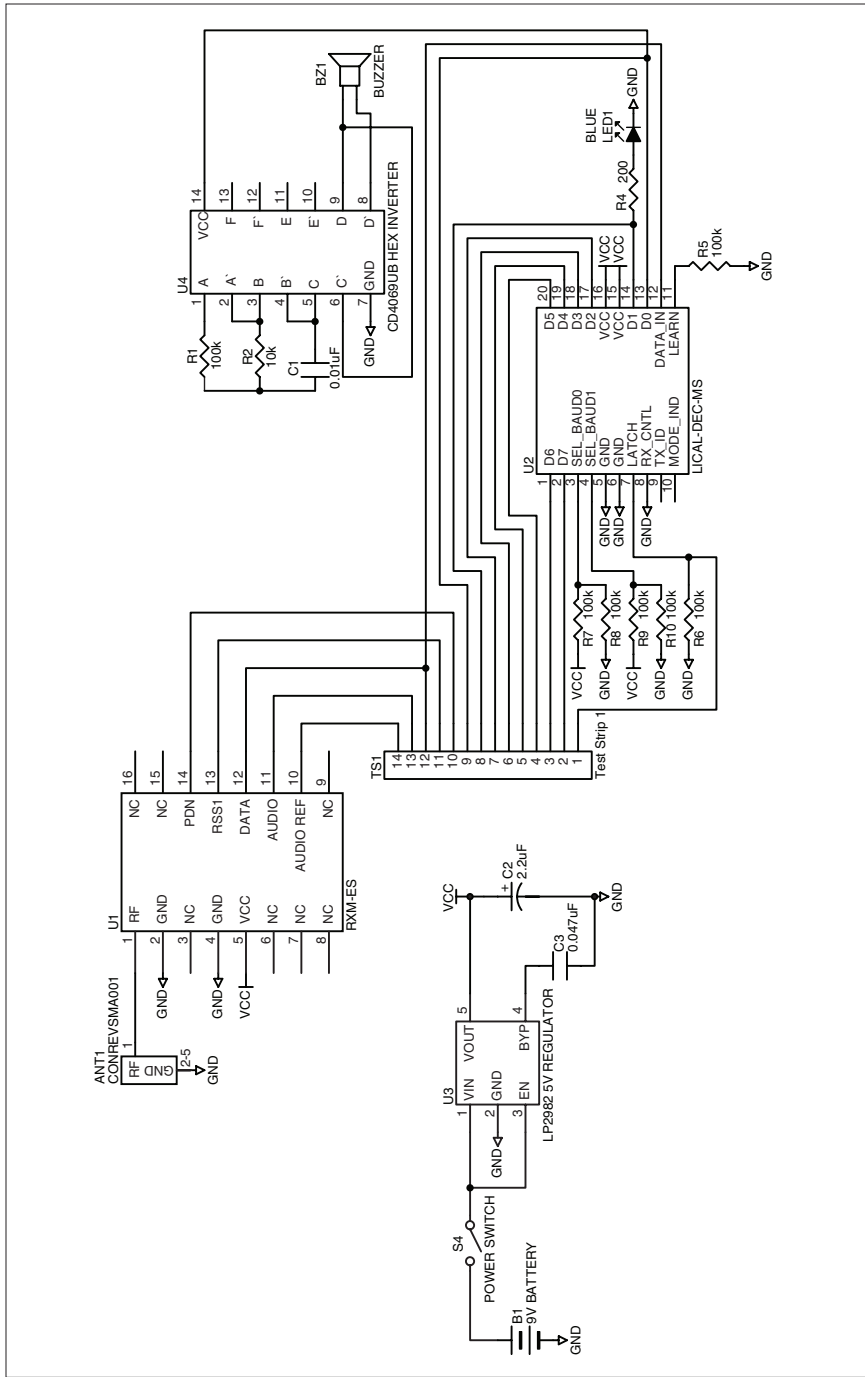 ANT1
CONREVSMA001
RF
1
GND
2-5
GND
U1
1
RF
2
GND
3
NC
4
GND
5
VCC
6
NC
7
NC
8
NC
16
NC
15
NC
14
PDN
13
RSS1
12
DATA
11
AUDIO
10
AUDIO REF
9
NC
RXM-ES
GND
GND
VCC
U4
1
A
2
A`
3
B
4
B`
5
C
6
C`
7
GND
14
VCC
13
F
12
F`
11
E
10
E`
9
D
8
D`
CD4069UB HEX INVERTER
GND
R1
100k
R2
10k
C1
0.01uF
BZ1
BUZZER
TS1
14
13
12
11
10
9
8
7
6
5
4
3
2
1
Test Strip 1
U2
1
D6
2
D7
3
SEL_BAUD0
4
SEL_BAUD1
5
GND
6
GND
7
LATCH
8
RX_CNTL
9
TX_ID
10
MODE_IND
20
D5
19
D4
18
D3
17
D2
16
VCC
15
VCC
14
D1
13
D0
12
DATA_IN
11
LEARN
LICAL-DEC-MS
VCC
VCC
GND
GND
GND
R4
200
BLUE
LED1
GND
R5
100k
GND
VCC
R7
100k
GND
R8
100k
VCC
R9
100k
GND
R10
100k
GND
R6
100k
B1
9V BATTERY
GND
S4
POWER SWITCH
U3
1
VIN
2
GND
3
EN
5
VOUT
4
BYP
LP2982 5V REGULATOR
GND
VCC
+
C2
2.2uF
C3
0.047uF
GND